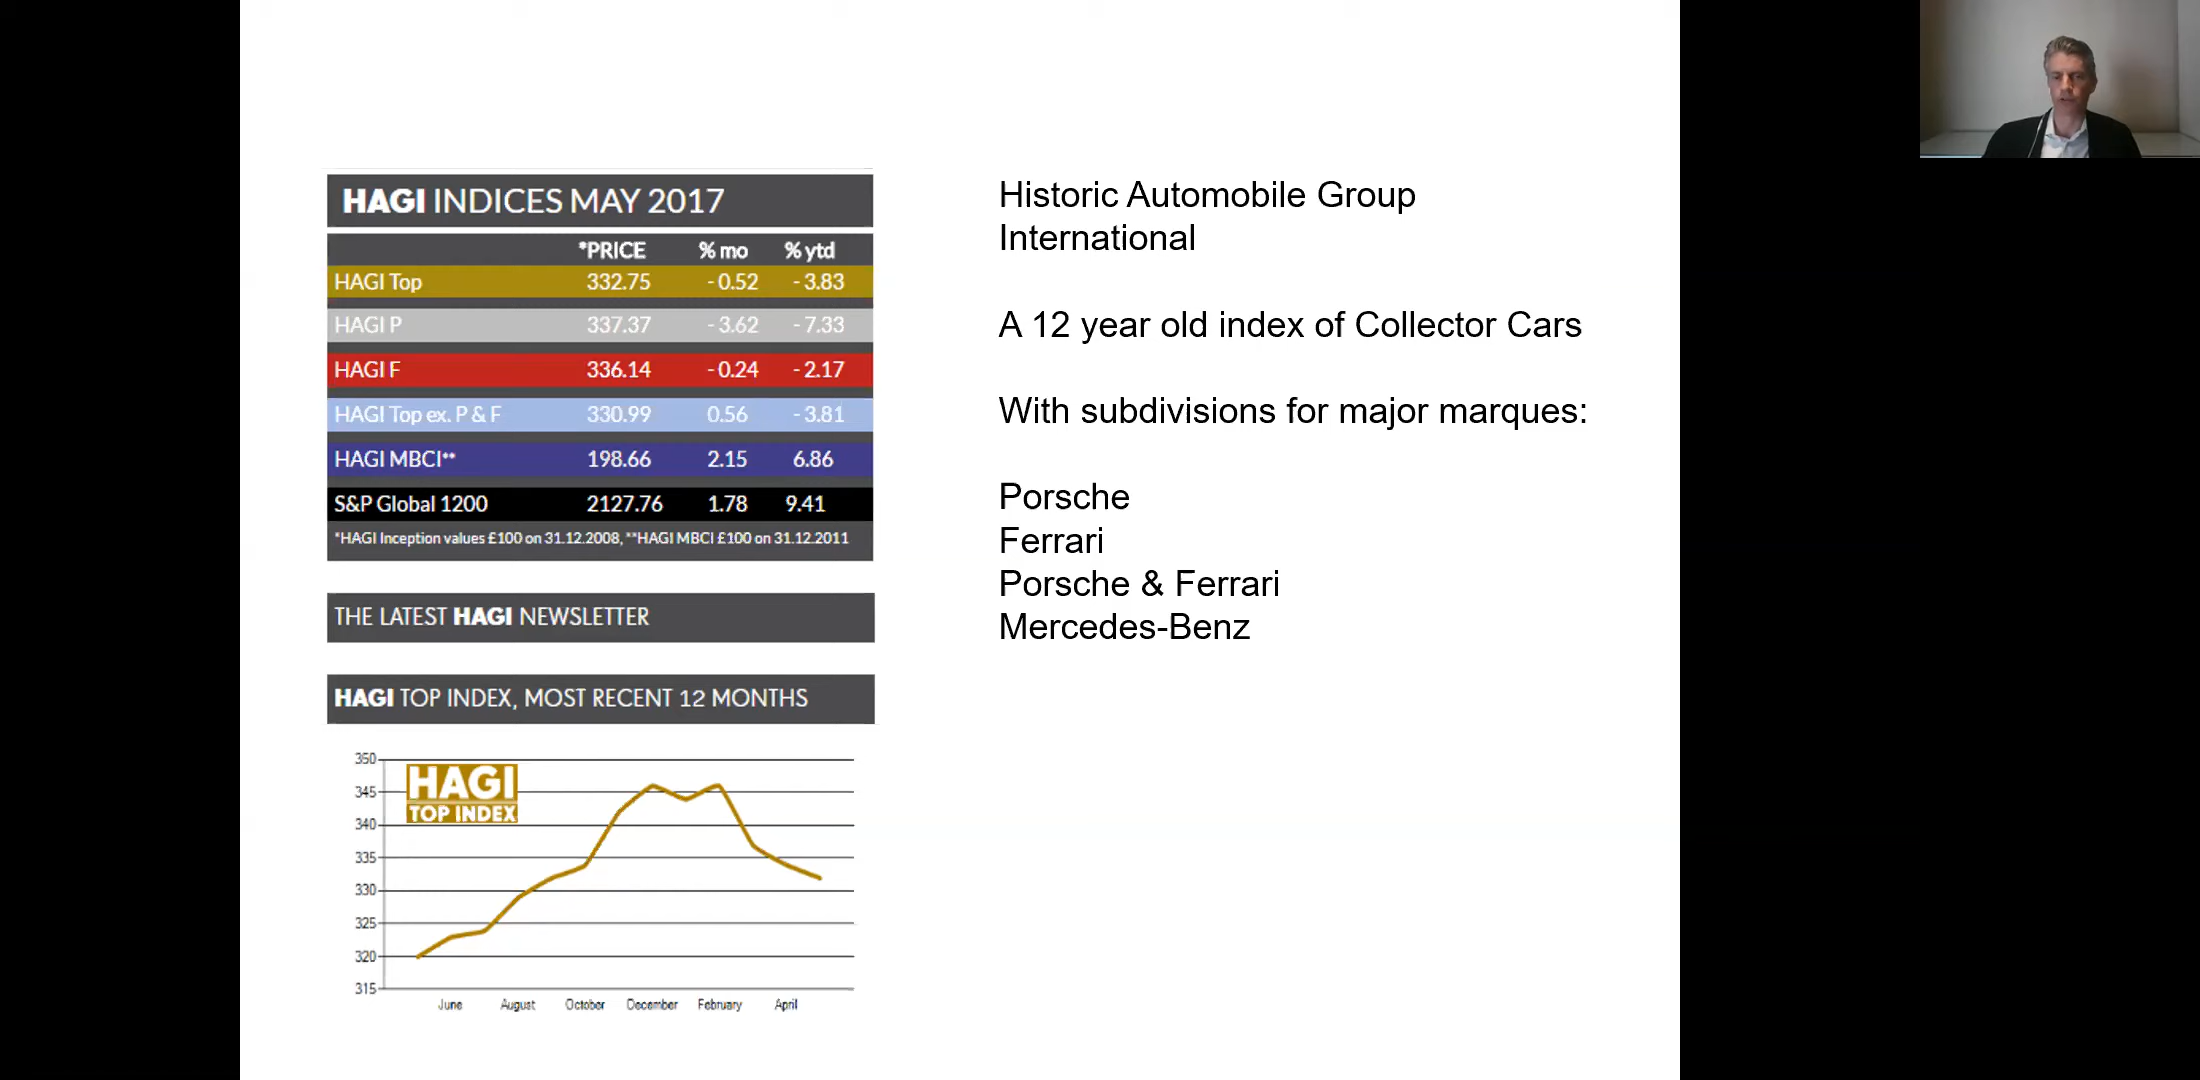 HAGI INDICES MAY 2017
*PRICE % mo % ytd
HAGI Top 332.75 - 0.52 - 3.83
HAGI P 337.37 - 3.62 - 7.33
HAGI F 336.14 - 0.24 - 2.17
HAGI Top ex. P & F 330.99 0.56 - 3.81
HAGI MBCI** 198.66 2.15 6.86
S&P Global 1200 2127.76 1.78 9.41
*HAGI Inception values £100 on 31.12.2008, **HAGI MBCI £100 on 31.12.2011
THE LATEST HAGI NEWSLETTER
HAGI TOP INDEX, MOST RECENT 12 MONTHS
HAGI
TOP INDEX
350
345
340
335
330
325
320
315
June August October December February April
Historic Automobile Group
International
A 12 year old index of Collector Cars
With subdivisions for major marques:
Porsche
Ferrari
Porsche & Ferrari
Mercedes-Benz